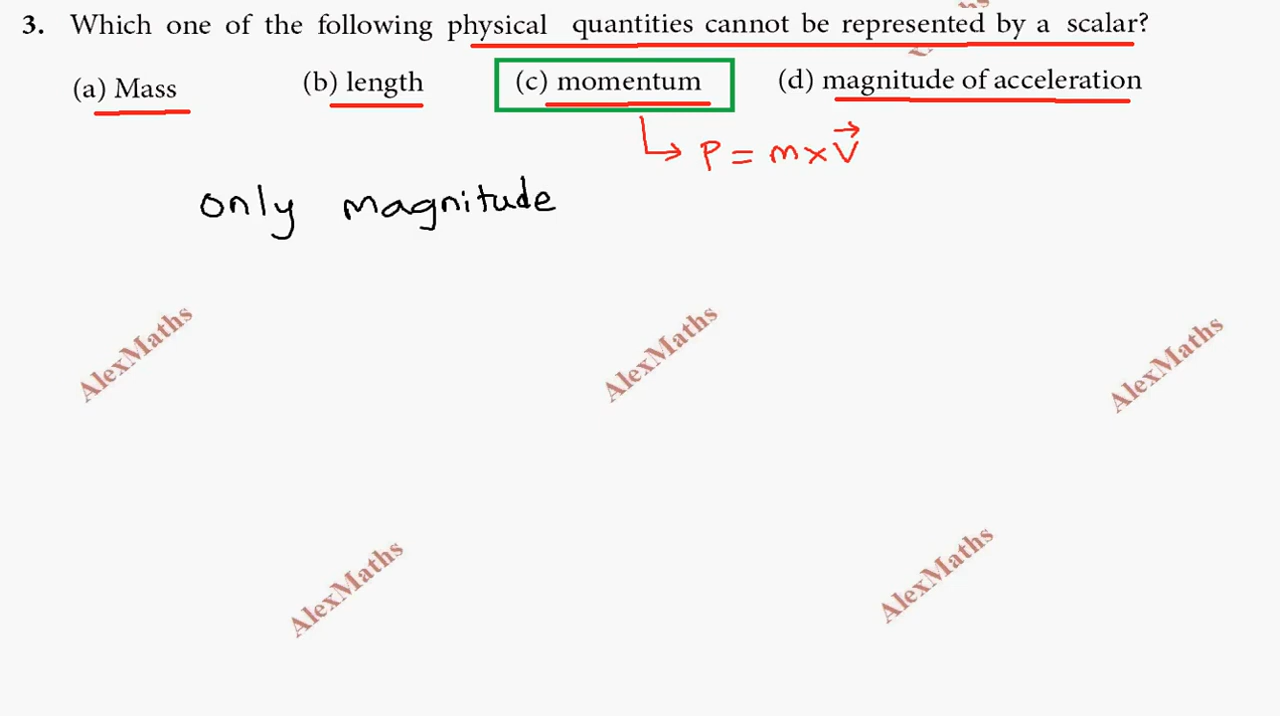 3. Which one of the following physical quantities cannot be represented by a scalar?
(a) Mass (b) length (c) momentum (d) magnitude of acceleration
P = m × V
only magnitude
AlexMaths AlexMaths AlexMaths
AlexMaths AlexMaths